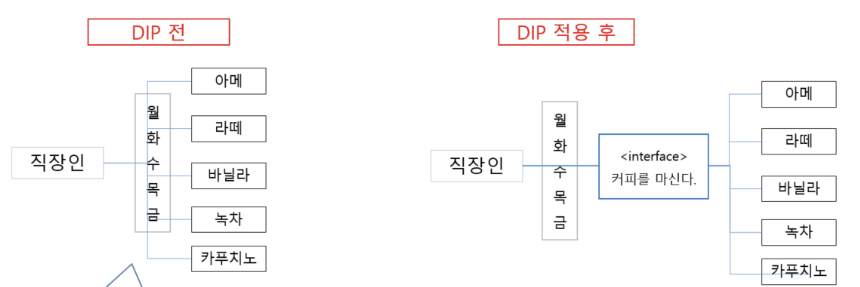 DIP 전
아메
라떼
바닐라
녹차
카푸치노
월
화
수
목
금
직장인
DIP 적용 후
아메
라떼
바닐라
녹차
카푸치노
월
화
수
목
금
직장인
<interface>
커피를 마신다.